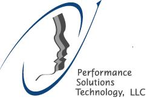 Performance
Solutions
Technology, LLC